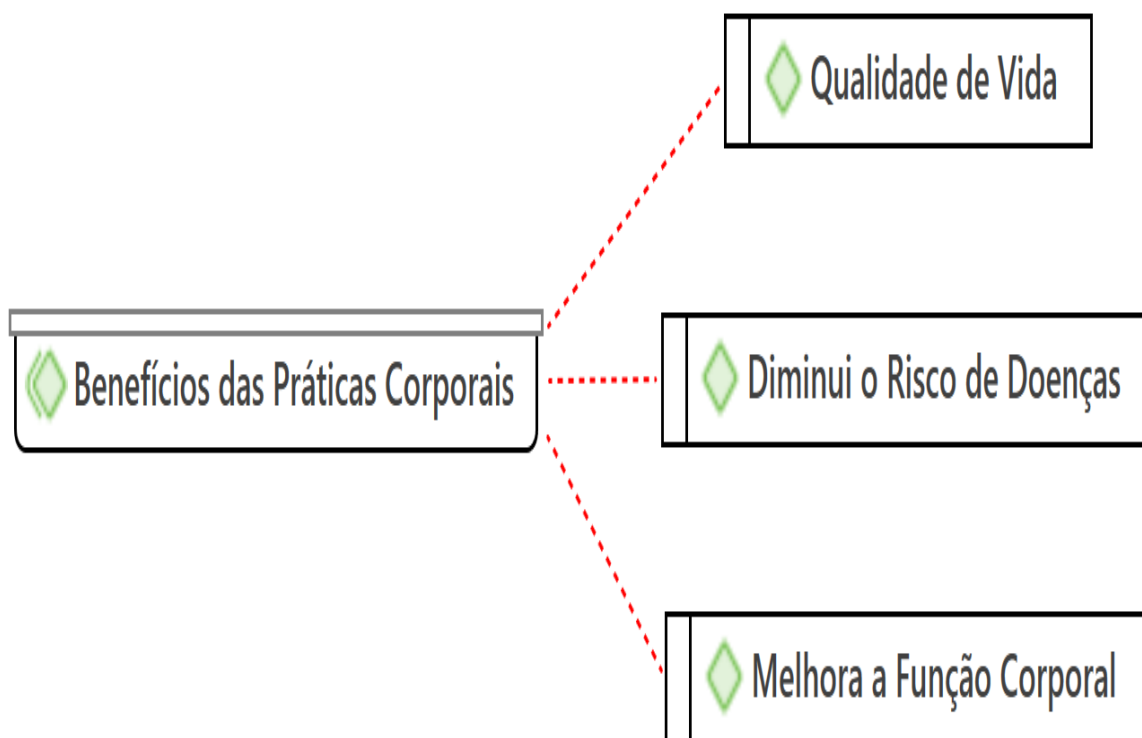 Qualidade de Vida
Benefícios das Práticas Corporais
Diminui o Risco de Doenças
Melhora a Função Corporal